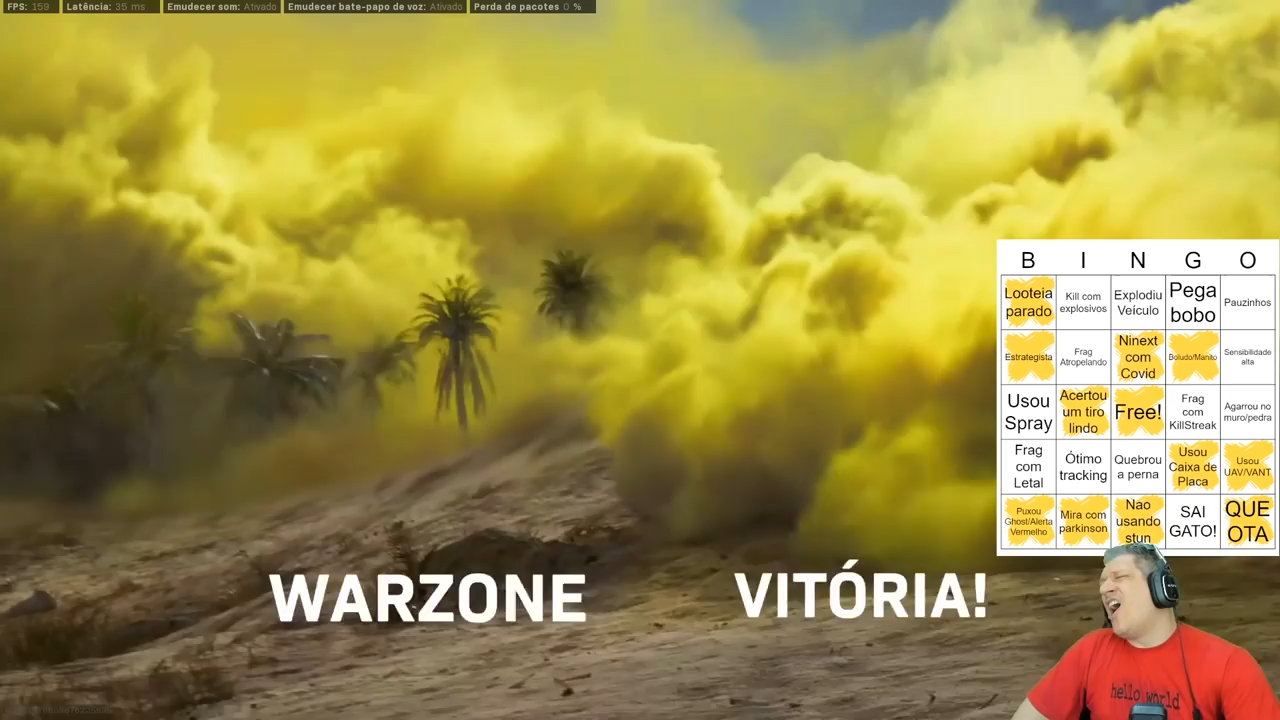 FPS: 159 Latência: 35 ms Emudecer som: Ativado Emudecer bate-papo de voz: Ativado Perda de pacotes 0 %
B I N G O
Looteia
parado
Kill com
explosivos
Explodiu
Veículo
Pega
bobo
Pauzinhos
Estrategista
Frag
Atropelando
Ninext
com
Covid
Boludo/Manito
Sensibilidade
alta
Usou
Spray
Acertou
um tiro
lindo
Free!
Frag
com
KillStreak
Agarrou no
muro/pedra
Frag
com
Letal
Ótimo
tracking
Quebrou
a perna
Usou
Caixa de
Placa
Usou
UAV/VANT
Puxou
Ghost/Alerta
Vermelho
Mira com
parkinson
Nao
usando
stun
SAI
GATO!
QUE
OTA
WARZONE VITÓRIA!
hello world